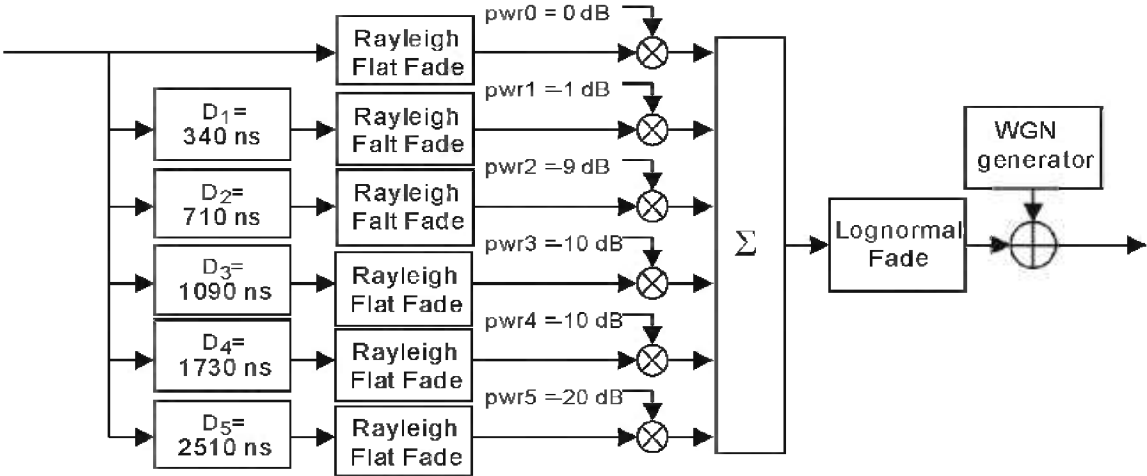 pwr0 = 0 dB
Rayleigh
Flat Fade
pwr1 =-1 dB
D1=
340 ns
Rayleigh
Falt Fade
pwr2 = -9 dB
D2=
710 ns
Rayleigh
Falt Fade
pwr3 =-10 dB
D3=
1090 ns
Rayleigh
Flat Fade
pwr4 =-10 dB
D4=
1730 ns
Rayleigh
Flat Fade
pwr5 =-20 dB
D5=
2510 ns
Rayleigh
Flat Fade
Σ
Lognormal
Fade
WGN
generator